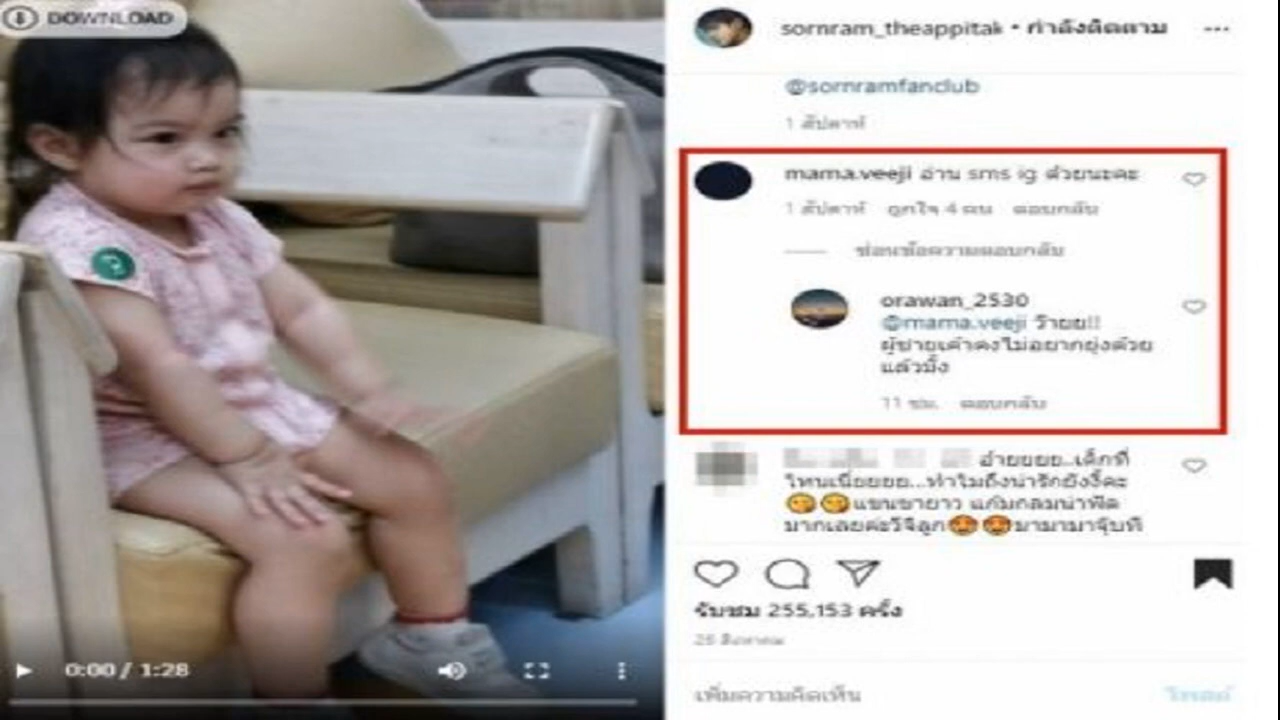 DOWNLOAD
0:00 / 1:28
sornram_theappitak • กำลังติดตาม
@sornramfanclub
1 สัปดาห์
mama.veeji อ่าน sms ig ด้วยนะคะ
1 สัปดาห์ ถูกใจ 4 คน ตอบกลับ
ซ่อนข้อความตอบกลับ
orawan_2530
@mama.veeji ว๊ายย!!
ผู้ชายเค้าคงไม่อยากยุ่งด้วย
แล้วมั้ง
11 ชม. ตอบกลับ
อ๋ายยยย..เด็กที่
ไหนเนี่ยยยย...ทำไมถึงน่ารักยังงี้คะ
แขนขายาว แก้มกลมน่าฟัด
มากเลยค่ะวีจิลูก มามามาจุ๊บที
รับชม 255,153 ครั้ง
28 สิงหาคม
เพิ่มความคิดเห็น
โพสต์